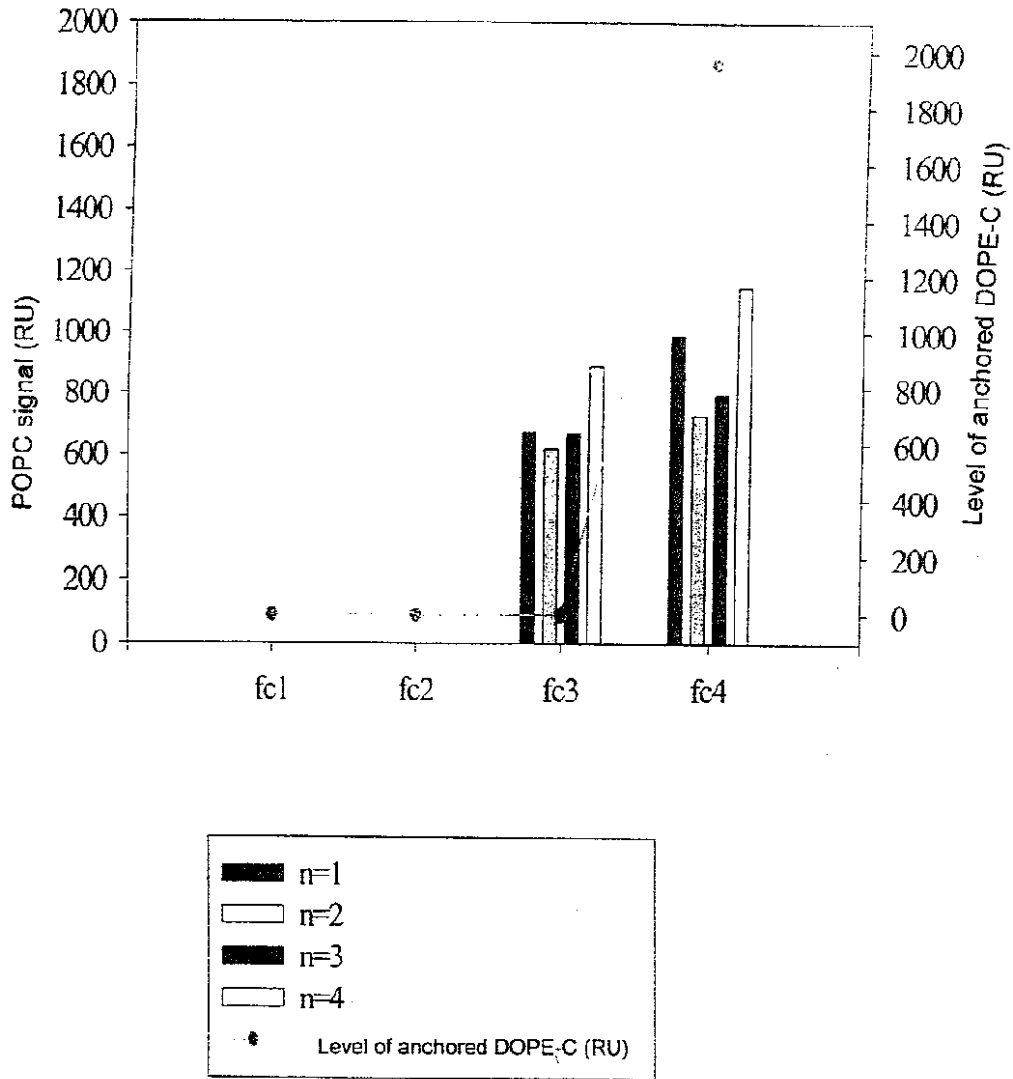 2000
1800
1600
1400
1200
1000
800
600
400
200
0
POPC signal (RU)
2000
1800
1600
1400
1200
1000
800
600
400
200
0
Level of anchored DOPE-C (RU)
fc1
fc2
fc3
fc4
n=1
n=2
n=3
n=4
Level of anchored DOPE-C (RU)